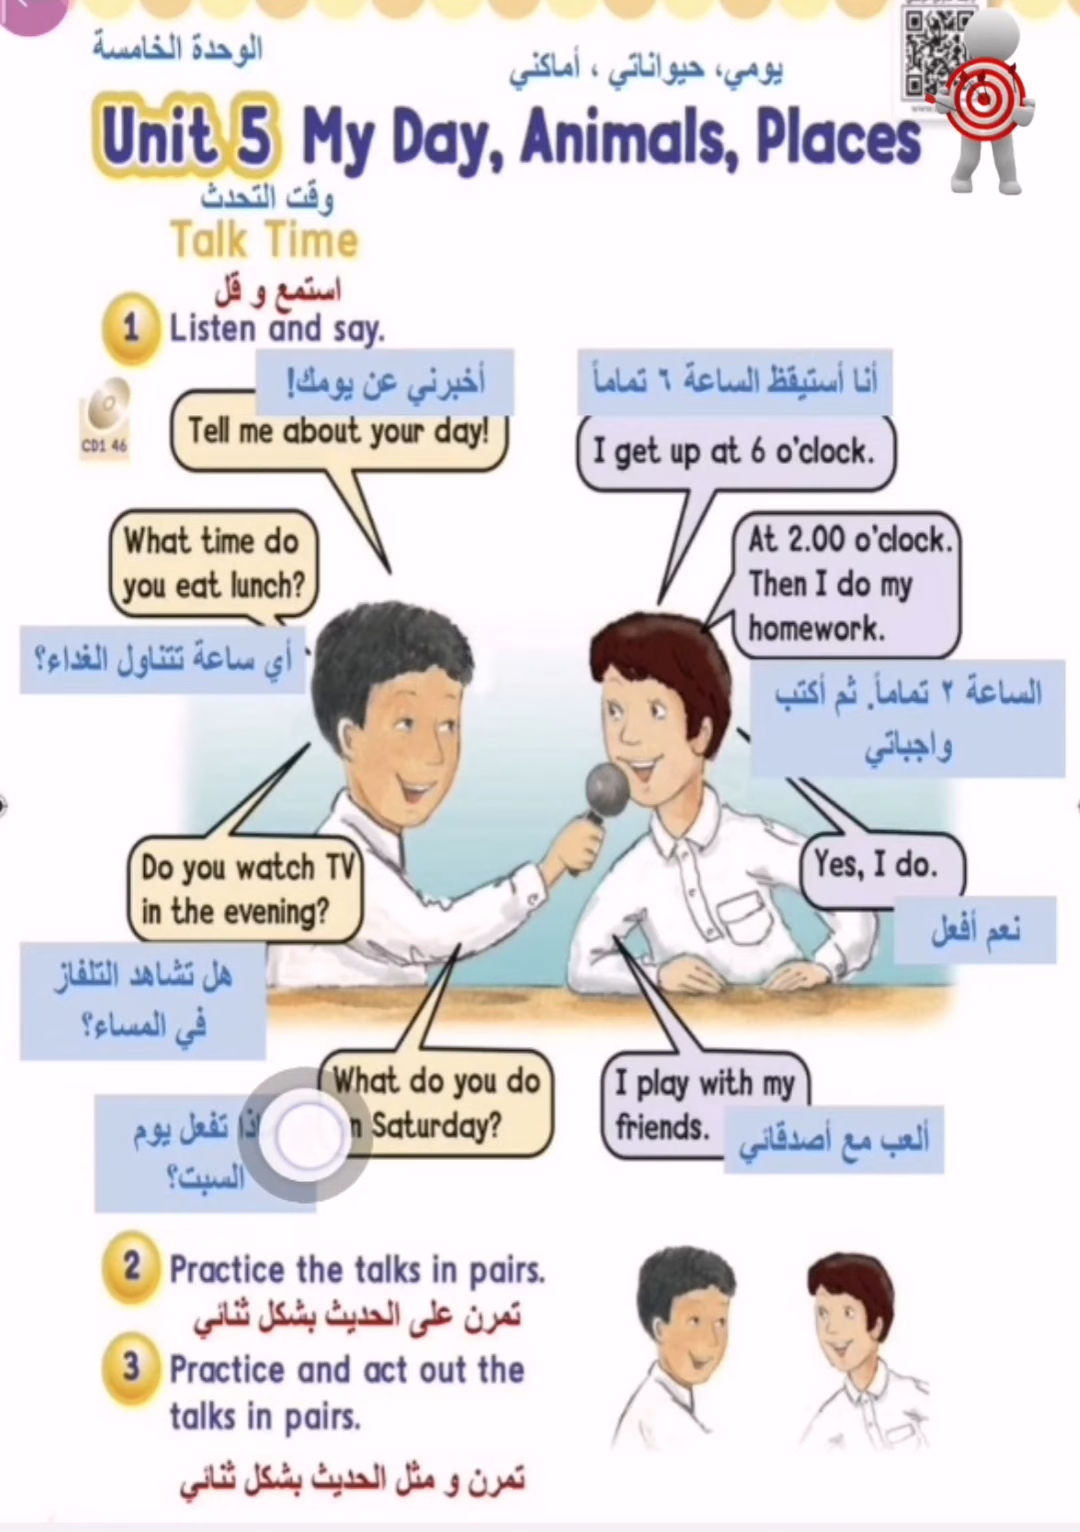 الوحدة الخامسة
يومي، حيواناتي ، أماكني
Unit 5 My Day, Animals, Places
وقت التحدث
Talk Time
استمع و قل
1 Listen and say.
CD1 46
أخبرني عن يومك!
Tell me about your day!
أنا أستيقظ الساعة ٦ تماماً
I get up at 6 o'clock.
What time do
you eat lunch?
أي ساعة تتناول الغداء؟
At 2.00 o'clock.
Then I do my
homework.
الساعة ٢ تماماً. ثم أكتب
واجباتي
Do you watch TV
in the evening?
هل تشاهد التلفاز
في المساء؟
Yes, I do.
نعم أفعل
What do you do
Saturday?
تفعل يوم
السبت؟
I play with my
friends.
ألعب مع أصدقائي
2 Practice the talks in pairs.
تمرن على الحديث بشكل ثنائي
3 Practice and act out the
talks in pairs.
تمرن و مثل الحديث بشكل ثنائي